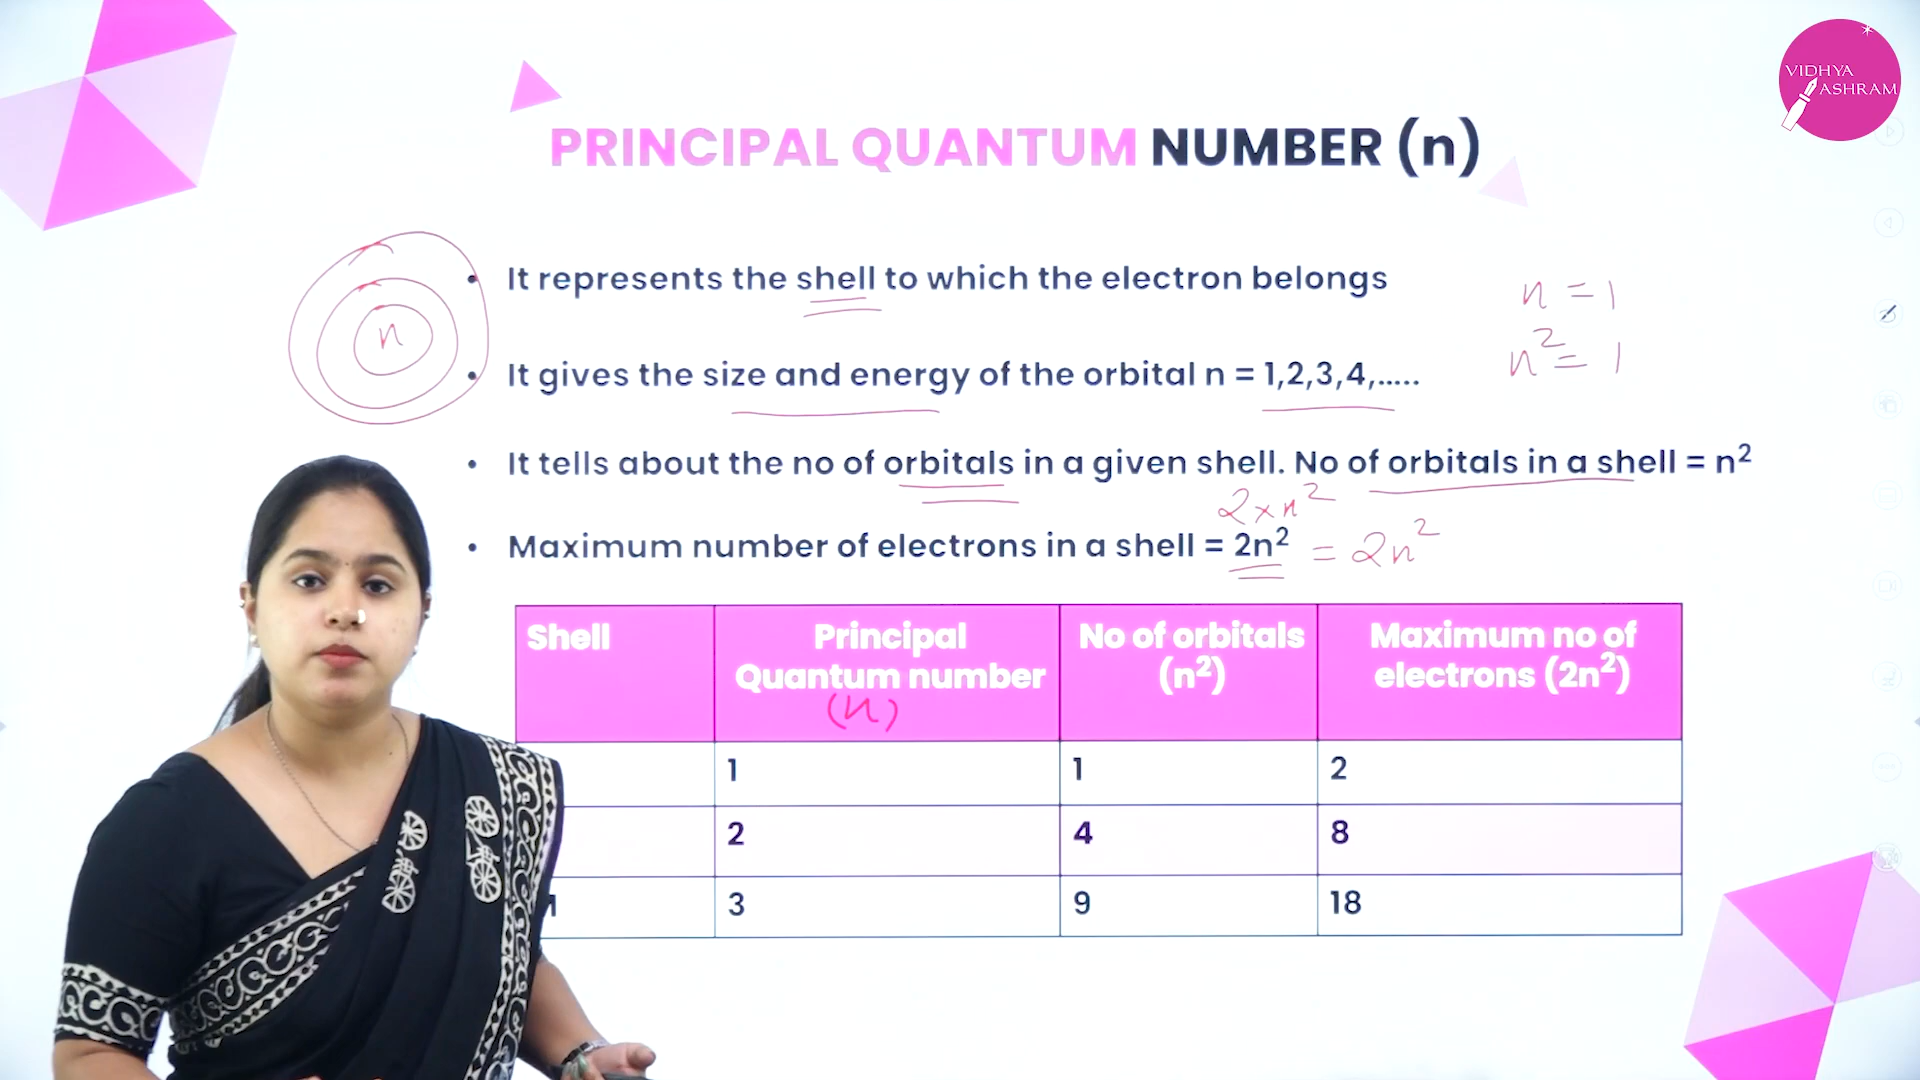 VIDHYA
ASHRAM
PRINCIPAL QUANTUM NUMBER (n)
• It represents the shell to which the electron belongs
n = 1
n
n² = 1
• It gives the size and energy of the orbital n = 1,2,3,4,.....
• It tells about the no of orbitals in a given shell. No of orbitals in a shell = n²
2 x n²
• Maximum number of electrons in a shell = 2n² = 2n²
Shell Principal Quantum number (n) No of orbitals (n²) Maximum no of electrons (2n²)
1 1 2
2 4 8
3 9 18